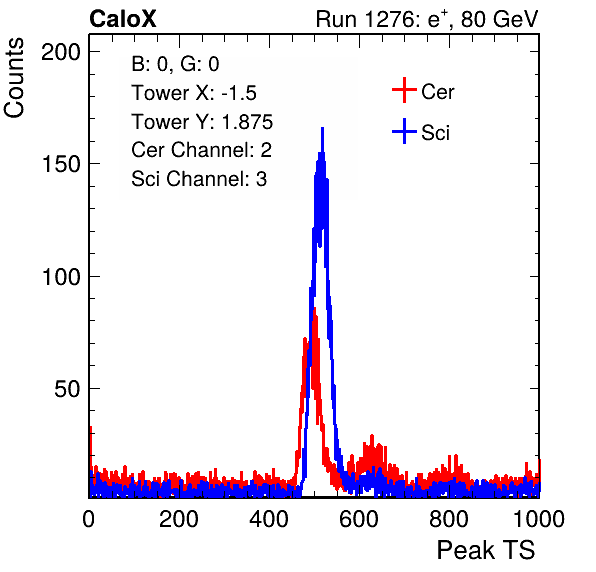 CaloX Run 1276: e⁺, 80 GeV
Counts
200
150
100
50
B: 0, G: 0
Tower X: -1.5
Tower Y: 1.875
Cer Channel: 2
Sci Channel: 3
Cer
Sci
0 200 400 600 800 1000
Peak TS